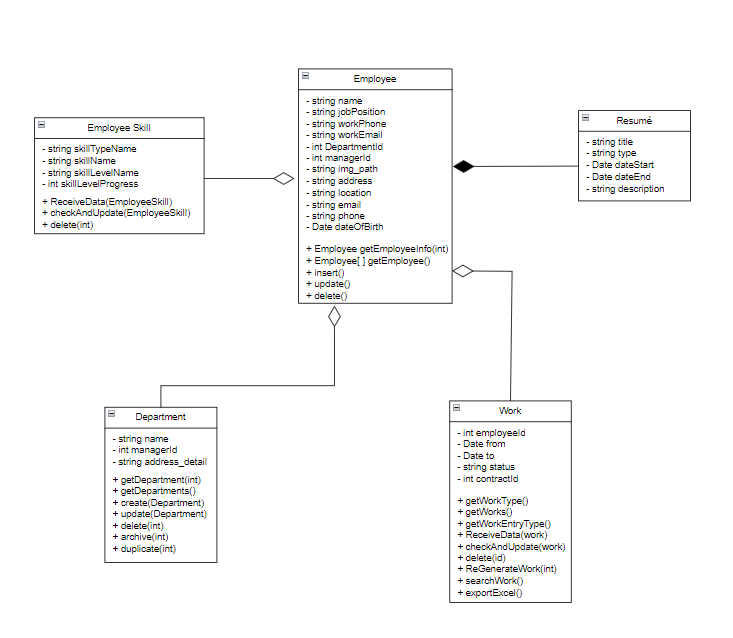 Employee
- string name
- string jobPosition
- string workPhone
- string workEmail
- int DepartmentId
- int managerId
- string img_path
- string address
- string location
- string email
- string phone
- Date dateOfBirth
+ Employee getEmployeeInfo(int)
+ Employee[ ] getEmployee()
+ insert()
+ update()
+ delete()
Employee Skill
- string skillTypeName
- string skillName
- string skillLevelName
- int skillLevelProgress
+ ReceiveData(EmployeeSkill)
+ checkAndUpdate(EmployeeSkill)
+ delete(int)
Resumé
- string title
- string type
- Date dateStart
- Date dateEnd
- string description
Department
- string name
- int managerId
- string address_detail
+ getDepartment(int)
+ getDepartments()
+ create(Department)
+ update(Department)
+ delete(int)
+ archive(int)
+ duplicate(int)
Work
- int employeeId
- Date from
- Date to
- string status
- int contractId
+ getWorkType()
+ getWorks()
+ getWorkEntryType()
+ ReceiveData(work)
+ checkAndUpdate(work)
+ delete(id)
+ ReGenerateWork(int)
+ searchWork()
+ exportExcel()